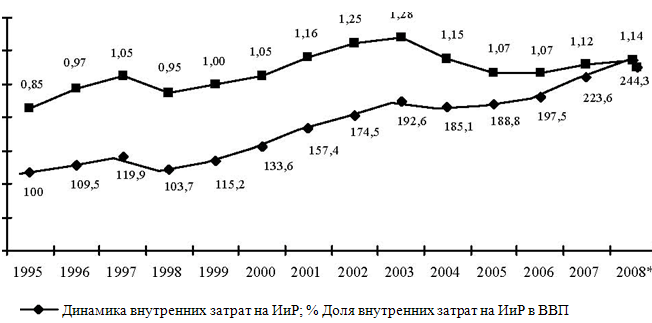 0,85 0,97 1,05 0,95 1,00 1,05 1,16 1,25 1,28 1,15 1,07 1,07 1,12 1,14
100 109,5 119,9 103,7 115,2 133,6 157,4 174,5 192,6 185,1 188,8 197,5 223,6 244,3
1995 1996 1997 1998 1999 2000 2001 2002 2003 2004 2005 2006 2007 2008*
Динамика внутренних затрат на ИиР; % Доля внутренних затрат на ИиР в ВВП